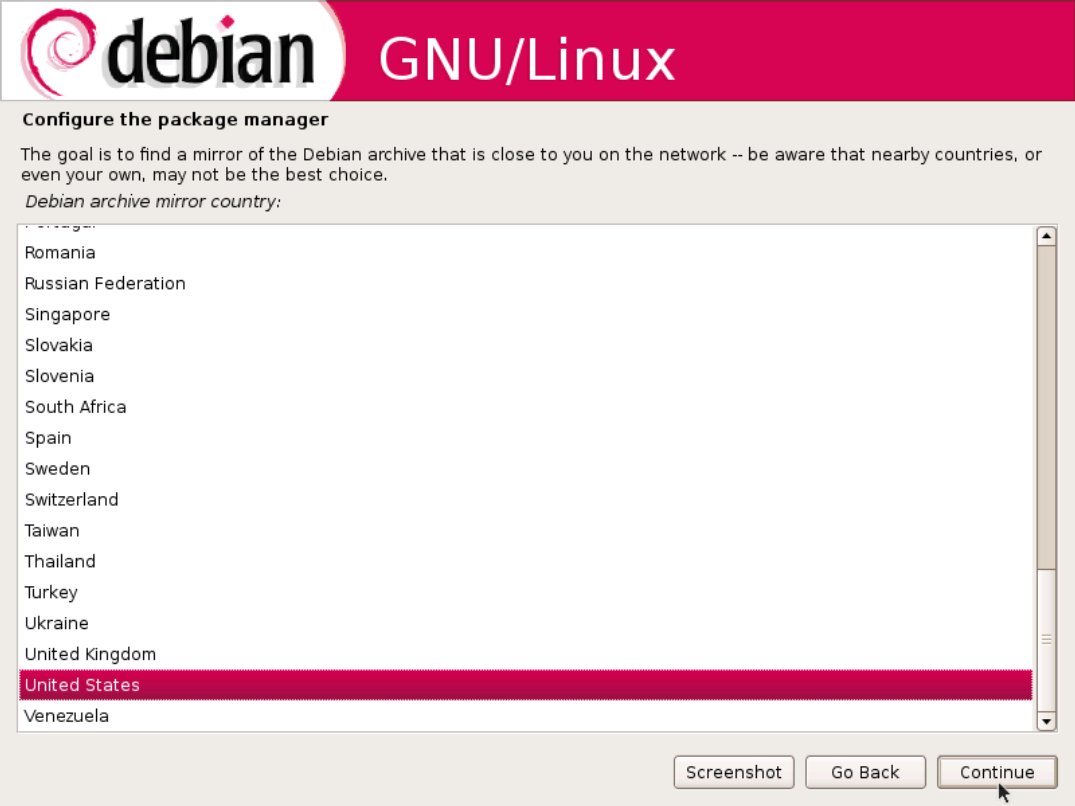 debian GNU/Linux
Configure the package manager
The goal is to find a mirror of the Debian archive that is close to you on the network -- be aware that nearby countries, or
even your own, may not be the best choice.
Debian archive mirror country:
Portugal
Romania
Russian Federation
Singapore
Slovakia
Slovenia
South Africa
Spain
Sweden
Switzerland
Taiwan
Thailand
Turkey
Ukraine
United Kingdom
United States
Venezuela
Screenshot Go Back Continue